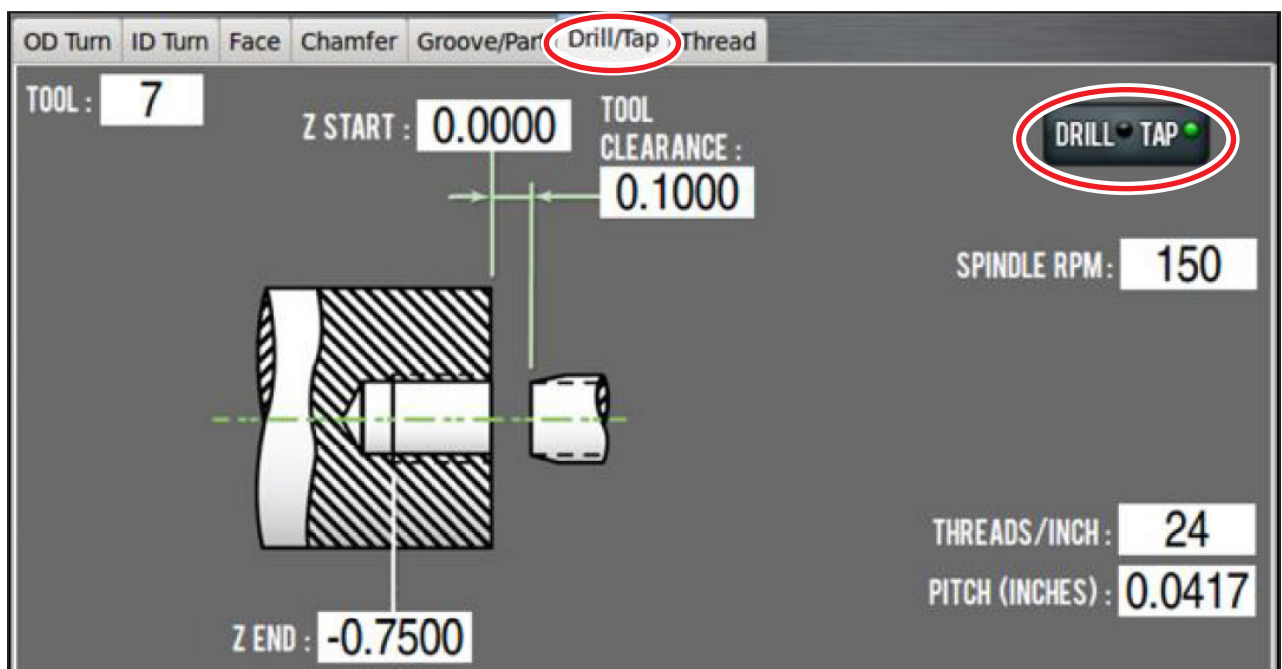 OD Turn ID Turn Face Chamfer Groove/Part Drill/Tap Thread
TOOL : 7
Z START : 0.0000
TOOL
CLEARANCE :
0.1000
DRILL TAP
SPINDLE RPM : 150
THREADS/INCH : 24
PITCH (INCHES) : 0.0417
Z END : -0.7500